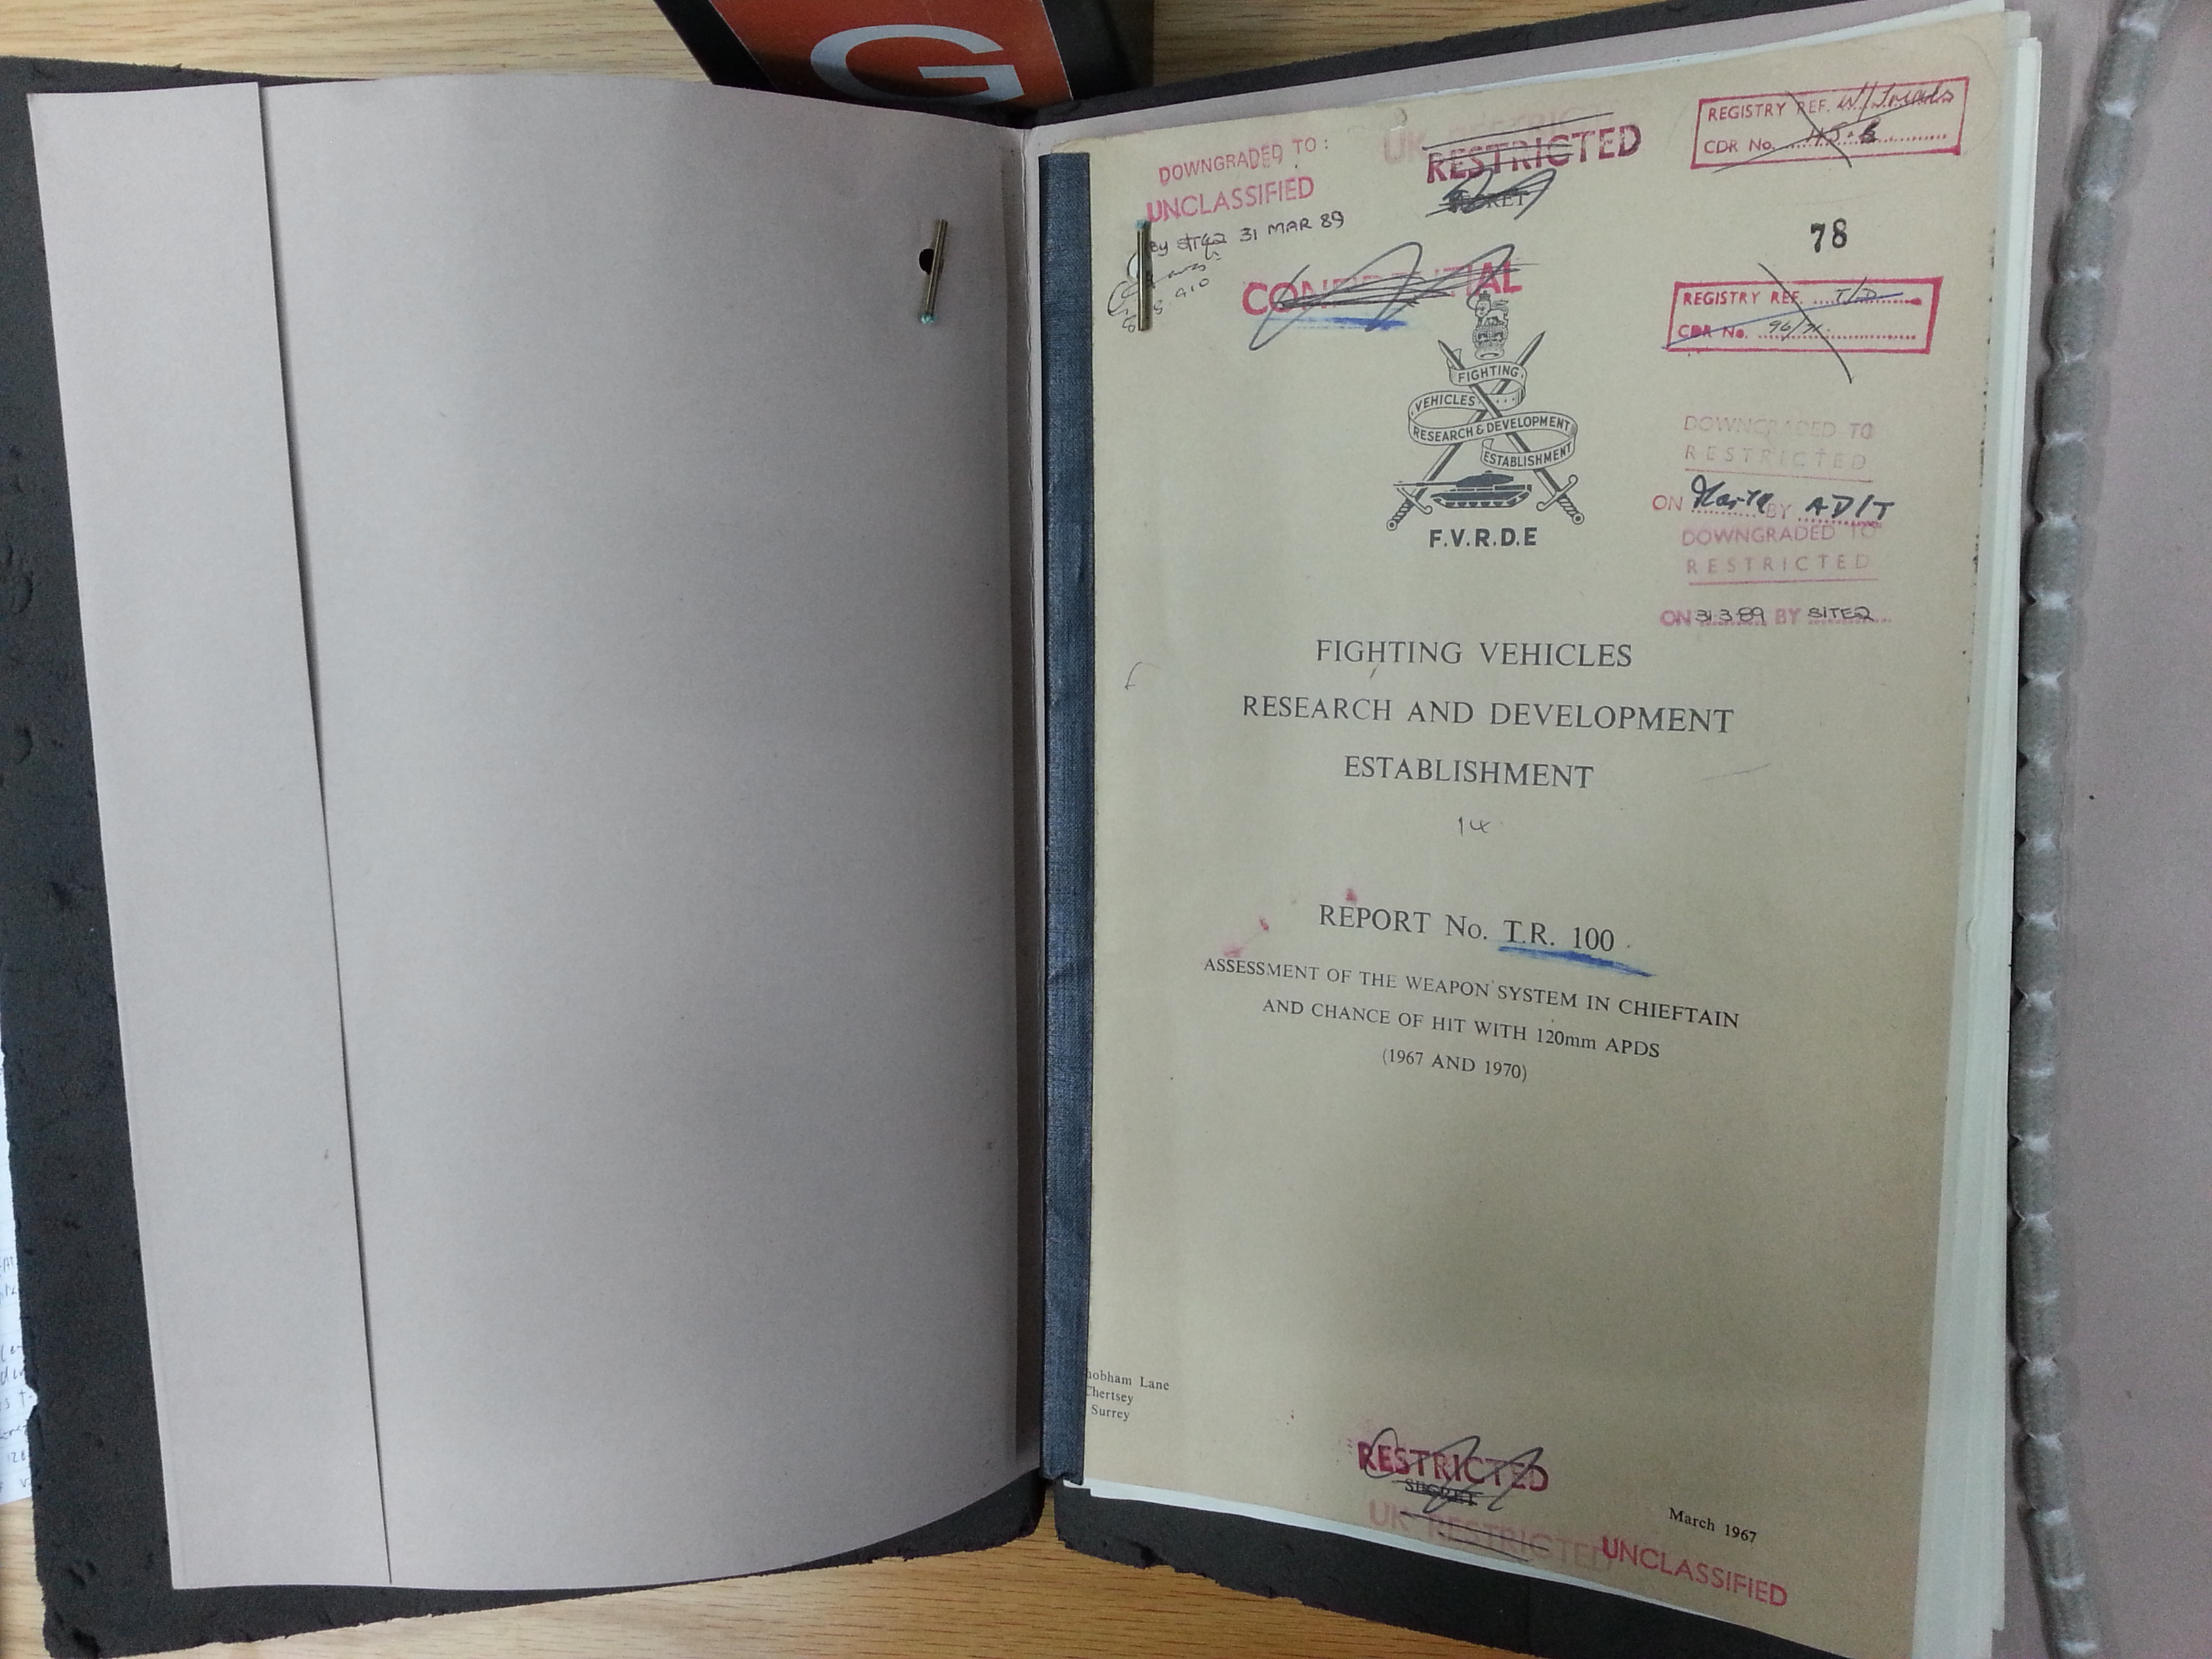 G
DOWNGRADED TO :
UNCLASSIFIED
By 31 MAR 89
UK RESTRICTED
RESTRICTED
SECRET
CONFIDENTIAL
REGISTRY REF.
CDR No.
78
REGISTRY REF. T/D
CDR No. 96/71
FIGHTING
VEHICLES
RESEARCH & DEVELOPMENT
ESTABLISHMENT
F.V.R.D.E
DOWNGRADED TO
RESTRICTED
ON BY AD/T
DOWNGRADED TO
RESTRICTED
ON 31.3.89 BY
FIGHTING VEHICLES
RESEARCH AND DEVELOPMENT
ESTABLISHMENT
14
REPORT No. T.R. 100
ASSESSMENT OF THE WEAPON SYSTEM IN CHIEFTAIN
AND CHANCE OF HIT WITH 120mm APDS
(1967 AND 1970)
hobham Lane
Chertsey
Surrey
RESTRICTED
SECRET
UK RESTRICTED
March 1967
UNCLASSIFIED